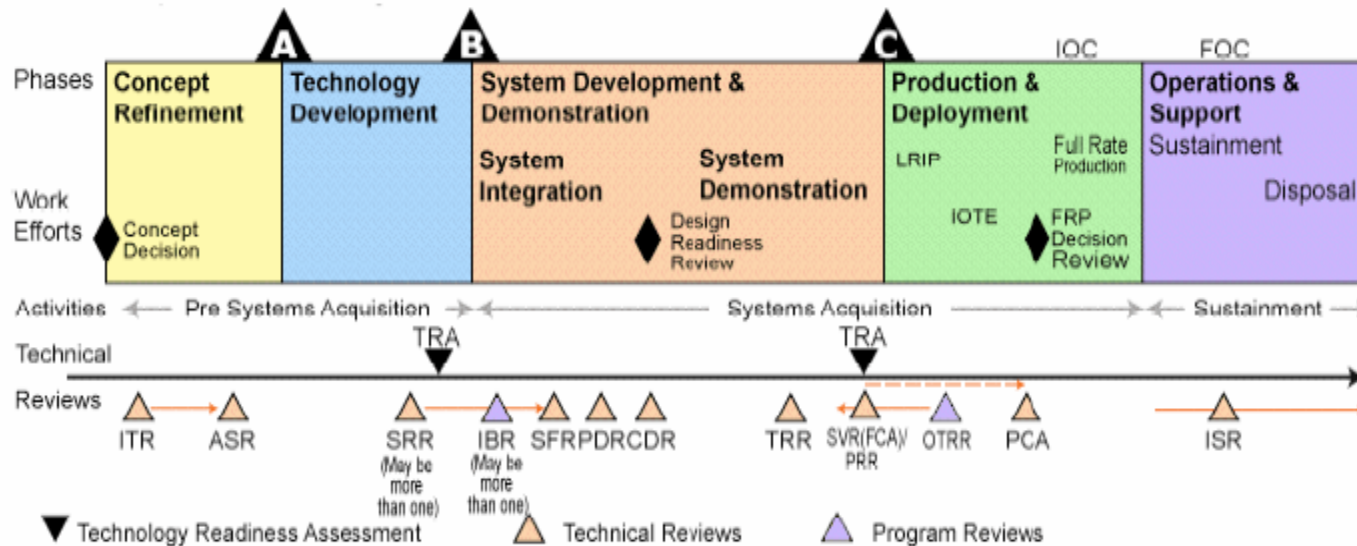 A
B
C
IOC
FOC
Phases
Concept
Refinement
Technology
Development
System Development &
Demonstration
Production &
Deployment
Operations &
Support
System
Integration
System
Demonstration
LRIP
Full Rate
Production
Sustainment
Disposal
Work
Efforts
Concept
Decision
Design
Readiness
Review
IOTE
FRP
Decision
Review
Activities
Pre Systems Acquisition
Systems Acquisition
Sustainment
TRA
TRA
Technical
Reviews
ITR
ASR
SRR
(May be
more
than one)
IBR
(May be
more
than one)
SFR
PDR
CDR
TRR
SVR(FCA)/
PRR
OTRR
PCA
ISR
Technology Readiness Assessment
Technical Reviews
Program Reviews